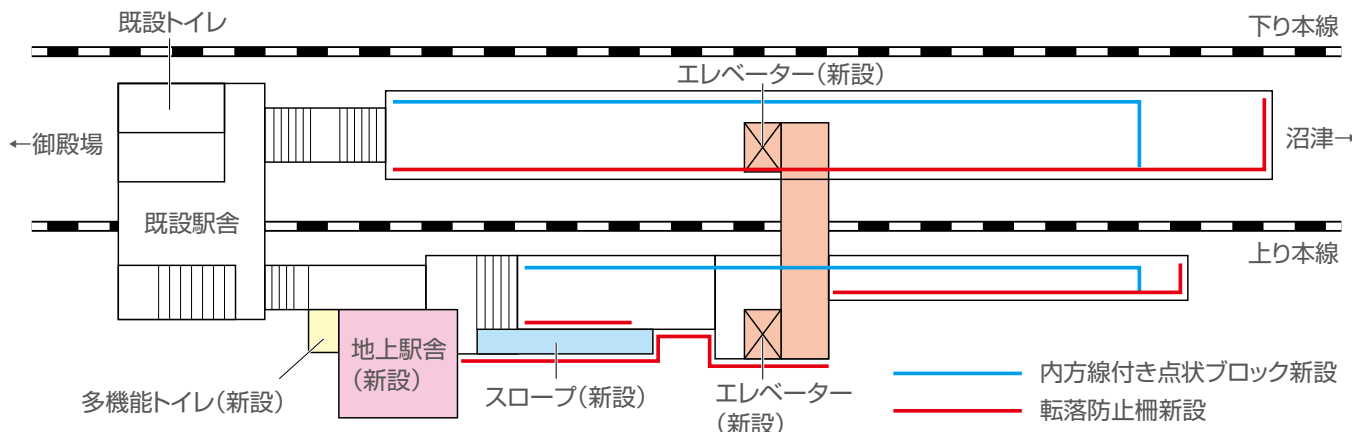 既設トイレ
下り本線
エレベーター(新設)
←御殿場
沼津→
既設駅舎
上り本線
地上駅舎
(新設)
多機能トイレ(新設)
スロープ(新設)
エレベーター
(新設)
内方線付き点状ブロック新設
転落防止柵新設